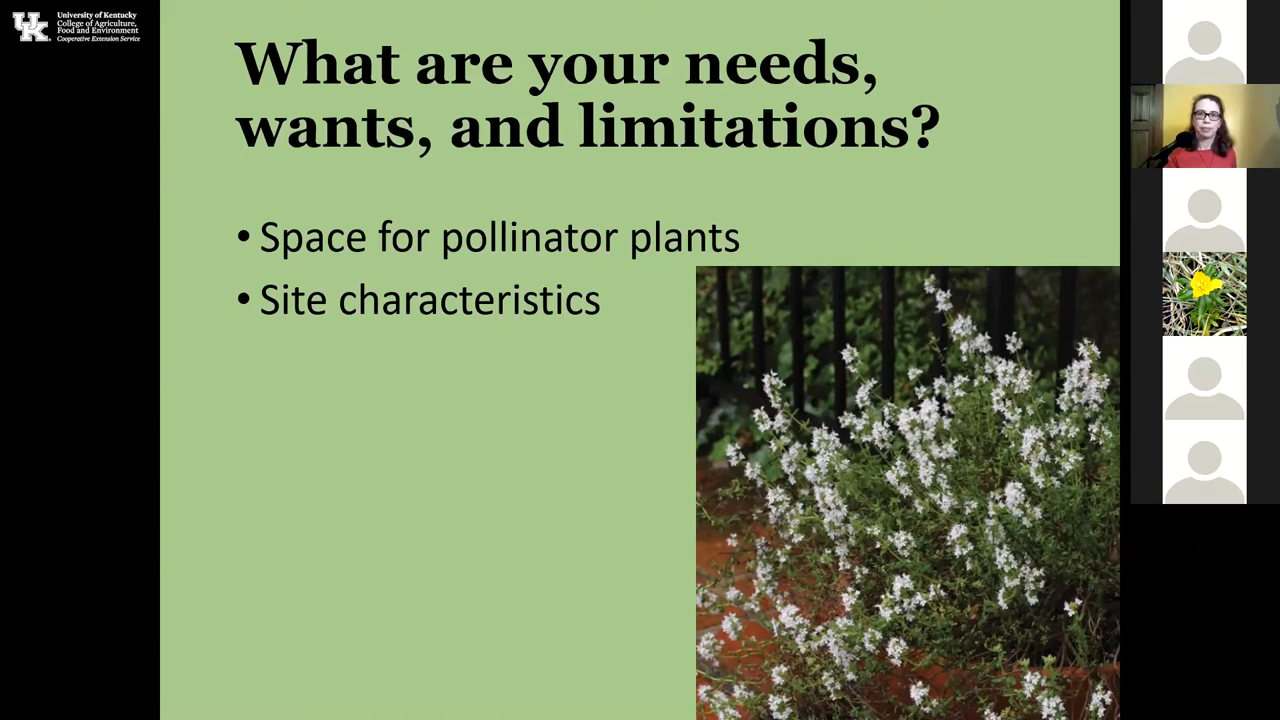 University of Kentucky
College of Agriculture,
Food and Environment
Cooperative Extension Service
UK
What are your needs,
wants, and limitations?
• Space for pollinator plants
• Site characteristics